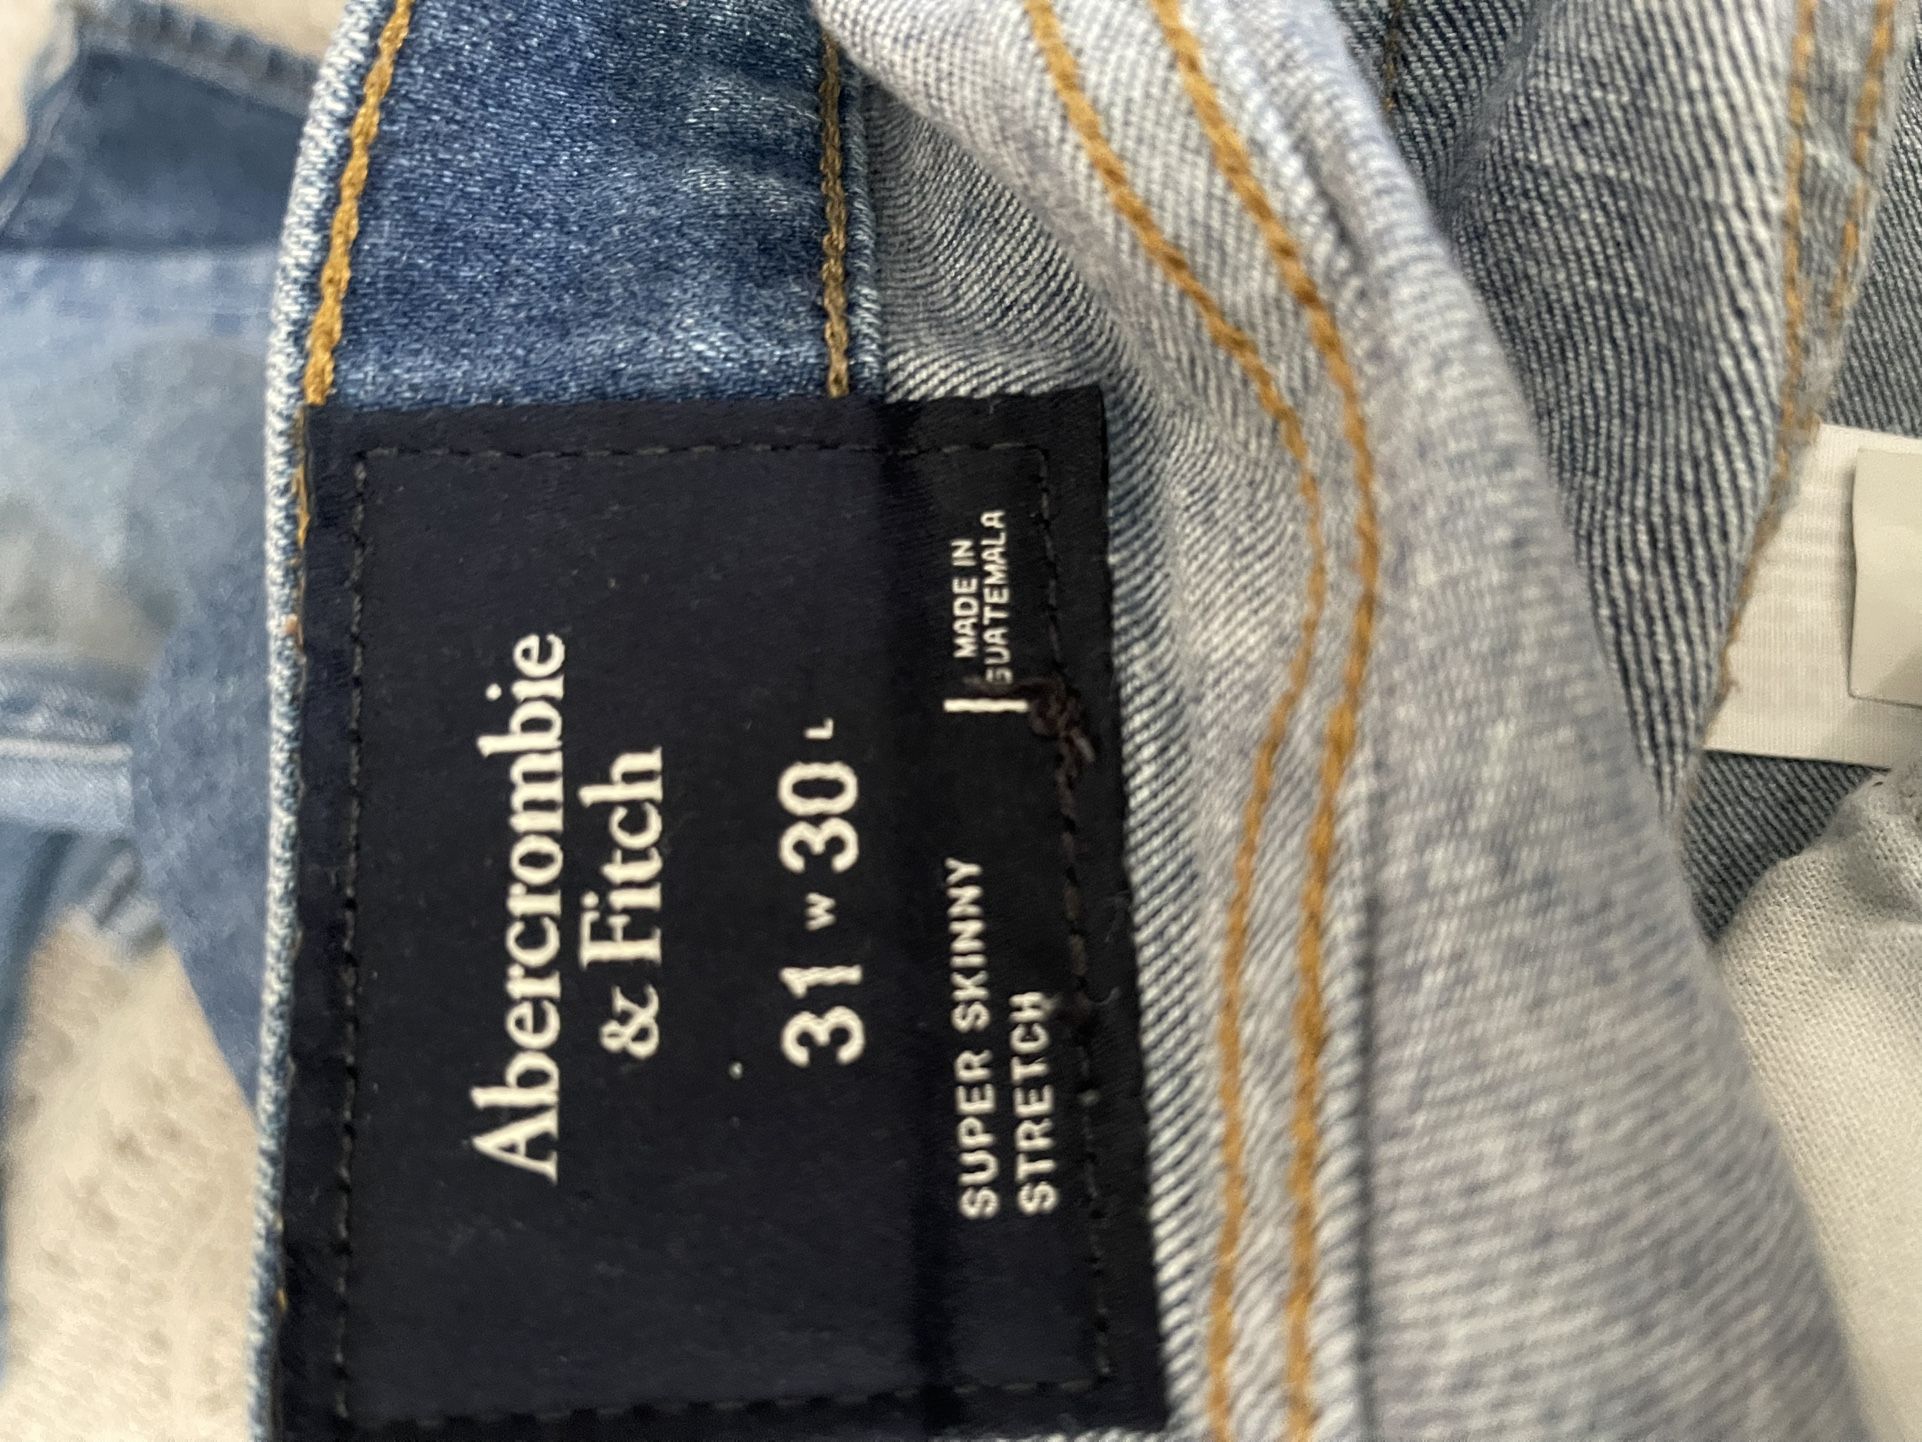 Abercrombie
& Fitch
31 W 30 L
SUPER SKINNY
STRETCH
MADE IN
GUATEMALA